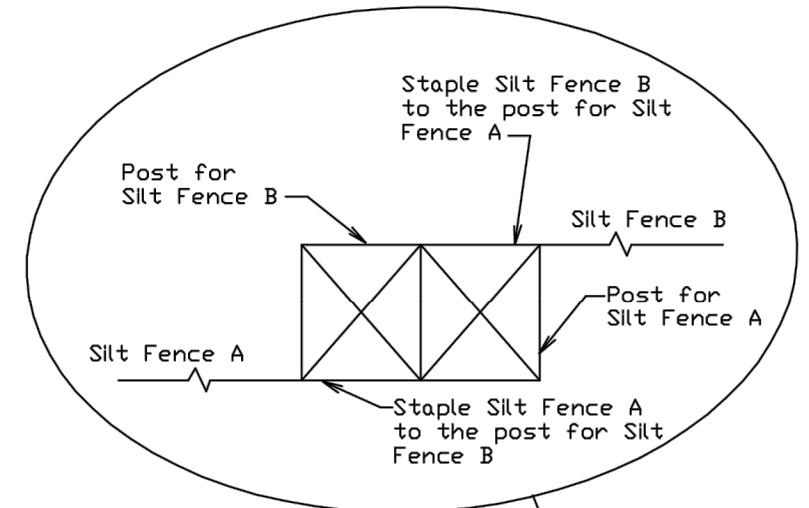 Staple Silt Fence B
to the post for Silt
Fence A
Post for
Silt Fence B
Silt Fence B
Post for
Silt Fence A
Silt Fence A
Staple Silt Fence A
to the post for Silt
Fence B